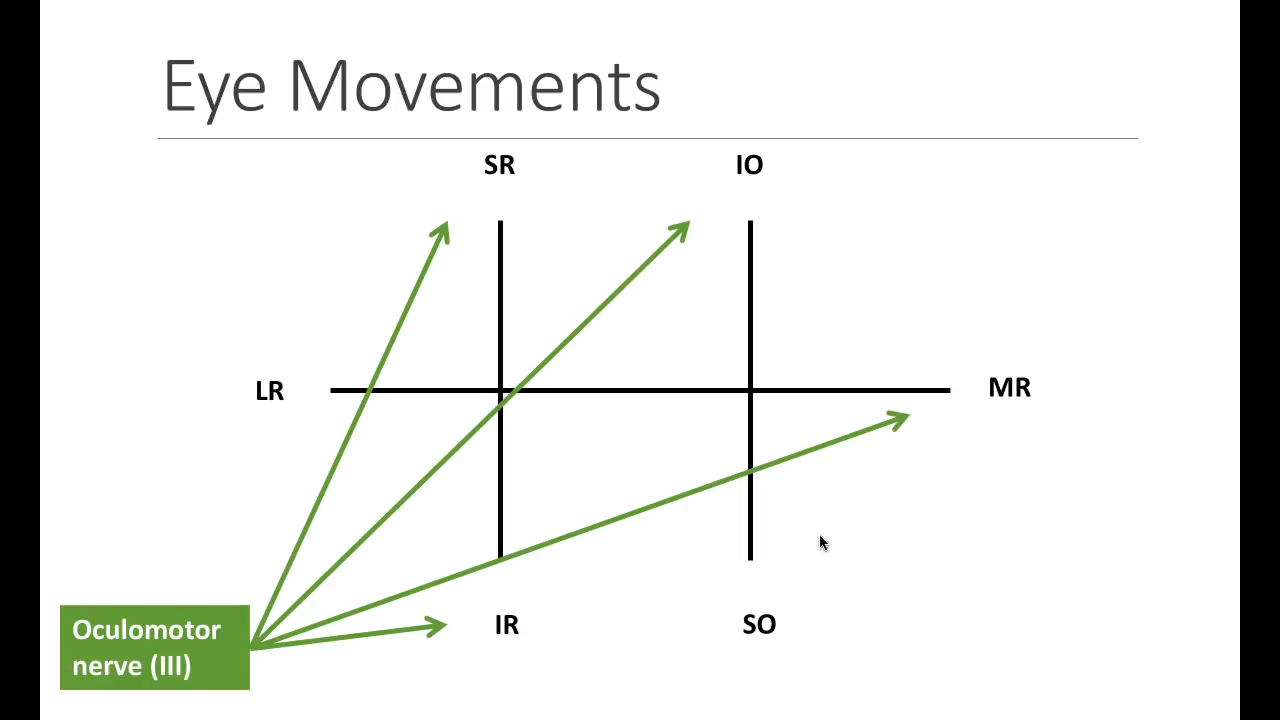 Eye Movements
SR
IO
LR
MR
IR
SO
Oculomotor
nerve (III)